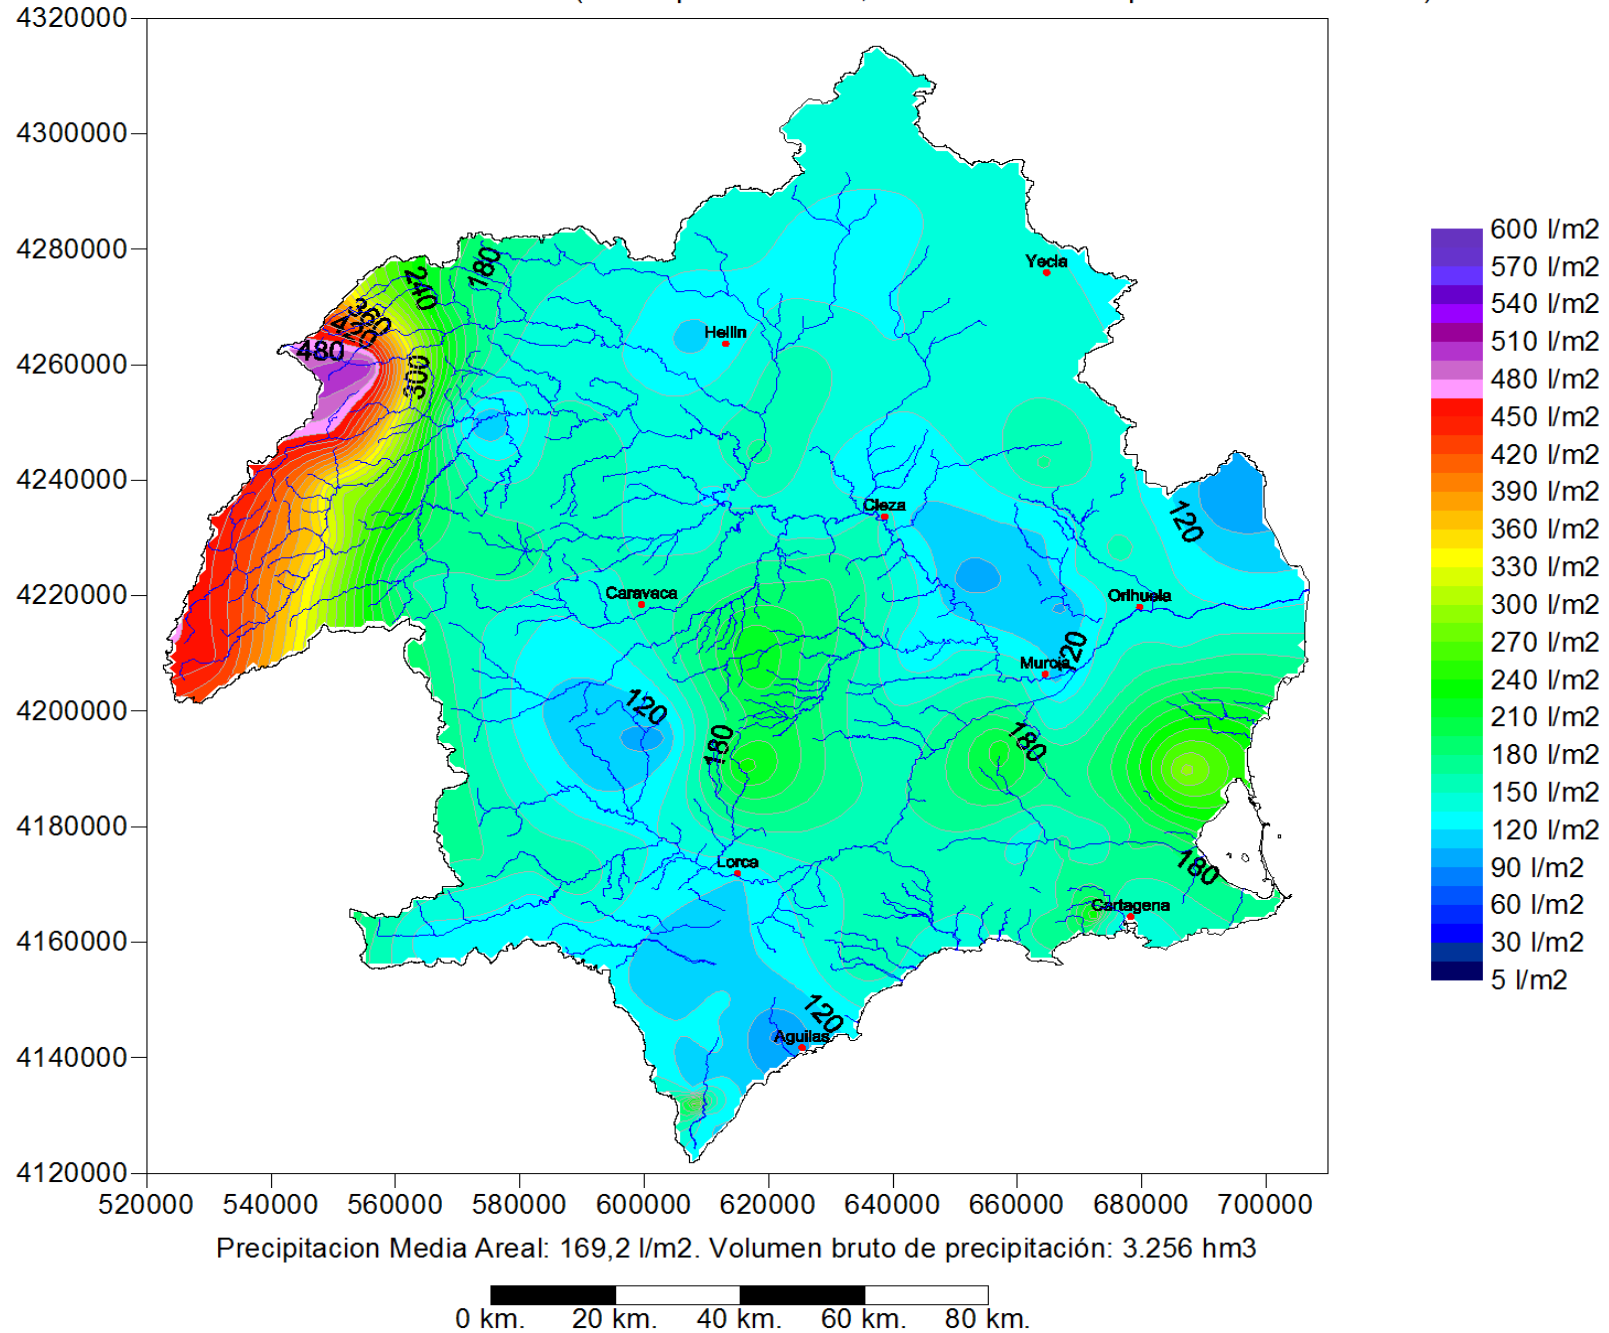 4320000
4300000
4280000
4260000
4240000
4220000
4200000
4180000
4160000
4140000
4120000
520000 540000 560000 580000 600000 620000 640000 660000 680000 700000
240
180
360
420
480
300
Yecla
Hellin
Cieza
120
Caravaca
Orihuela
120
Murcia
120
180
180
Lorca
180
Cartagena
120
Aguilas
600 l/m2
570 l/m2
540 l/m2
510 l/m2
480 l/m2
450 l/m2
420 l/m2
390 l/m2
360 l/m2
330 l/m2
300 l/m2
270 l/m2
240 l/m2
210 l/m2
180 l/m2
150 l/m2
120 l/m2
90 l/m2
60 l/m2
30 l/m2
5 l/m2
Precipitacion Media Areal: 169,2 l/m2. Volumen bruto de precipitación: 3.256 hm3
0 km. 20 km. 40 km. 60 km. 80 km.